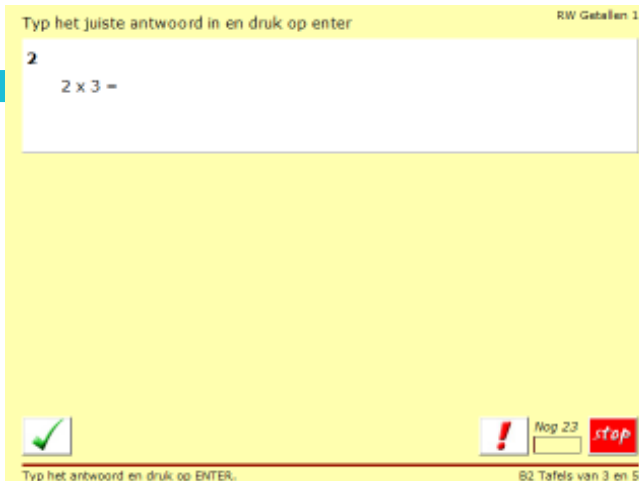 Typ het juiste antwoord in en druk op enter
RW Getallen 1
2
2 x 3 =
Nog 23
stop
Typ het antwoord en druk op ENTER.
B2 Tafels van 3 en 5